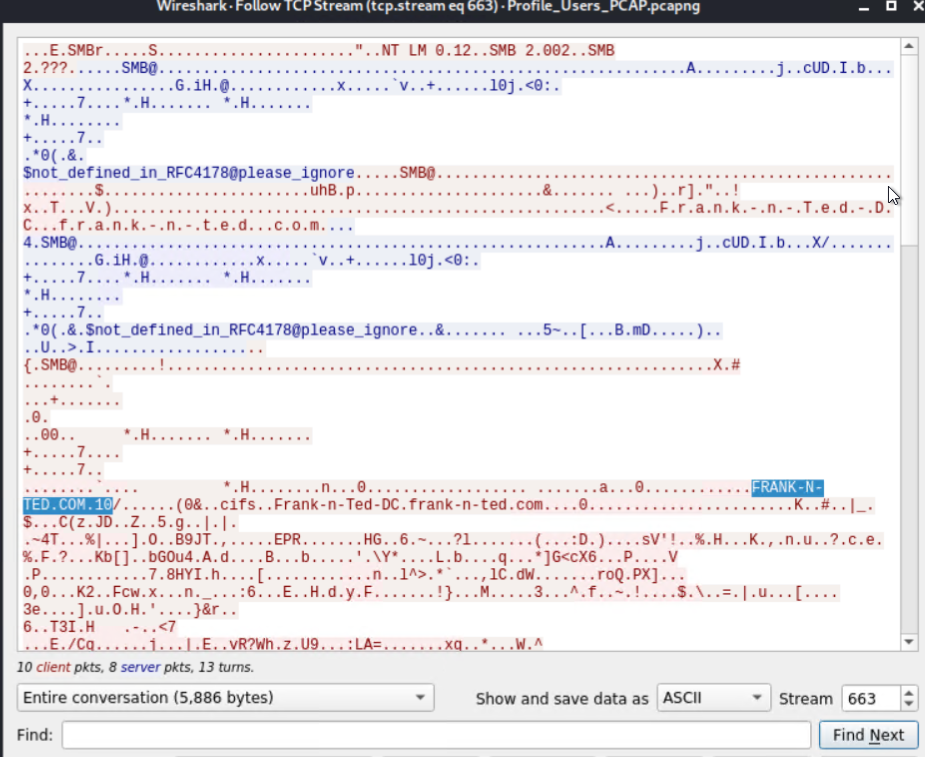 Wireshark · Follow TCP Stream (tcp.stream eq 663) · Profile_Users_PCAP.pcapng
...E.SMBr.....S......................"..NT LM 0.12..SMB 2.002..SMB
2.???.......SMB@.............................................................A.........j..cUD.I.b...
X.................G.iH.@............x.....`v..+......l0j.<0:.
+.....7....*.H....... *.H.......
*.H........
+.....7..
.*0(.&.
$not_defined_in_RFC4178@please_ignore.....SMB@.....................................................
.........$........................uhB.p......................&....... ...)..r]."..!
x..T...V.)..........................................................<.....F.r.a.n.k.-.n.-.T.e.d.-.D.
C...f.r.a.n.k.-.n.-.t.e.d...c.o.m....
4.SMB@.............................................................A.........j..cUD.I.b...X/.......
........G.iH.@............x.....`v..+......l0j.<0:.
+.....7....*.H....... *.H.......
*.H........
+.....7..
.*0(.&.$not_defined_in_RFC4178@please_ignore..&....... ...5~..[...B.mD.....)..
..U..>.I....................
{.SMB@.........!...............................................................X.#
........`.
...+.......
.0.
..00.. *.H....... *.H.......
+.....7....
+.....7..
........`.... *.H........n...0...........................a...0............FRANK-N-
TED.COM.10/......(0&..cifs..Frank-n-Ted-DC.frank-n-ted.com....0.......................K..#..|_.
$...C(z.JD..Z..5.g..|.|.
.~4T...%|...].O..B9JT.,.....EPR.......HG..6.~...?l.......(...:D.)....sV'!..%.H...K.,.n.u..?.c.e.
%.F.?...Kb[]..bGOu4.A.d....B...b.....'.\Y*....L.b....q...*]G<cX6...P....V
.P............7.8HYI.h....[............n..l^>.*`...,lC.dW.......roQ.PX]...
0,0...K2..Fcw.x...n._...:6...E..H.d.y.F.......!}...M.....3...^.f..~.!....$.\..=.|.u...[....
3e....].u.O.H.'....}&r..
6..T3I.H .-..<7
...E./Cq......j...|.E..vR?Wh.z.U9...:LA=.......xq..*...W.^
10 client pkts, 8 server pkts, 13 turns.
Entire conversation (5,886 bytes) Show and save data as ASCII Stream 663
Find: Find Next